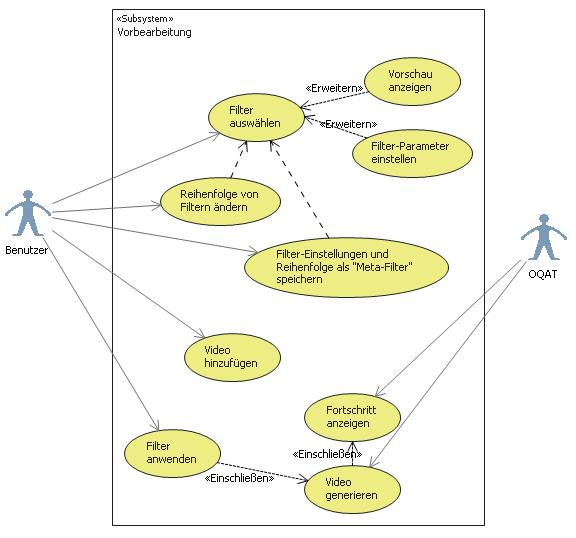 «Subsystem»
Vorbearbeitung
Vorschau
anzeigen
«Erweitern»
Filter
auswählen
«Erweitern»
Filter-Parameter
einstellen
Reihenfolge von
Filtern ändern
Benutzer
Filter-Einstellungen und
Reihenfolge als "Meta-Filter"
speichern
OQAT
Video
hinzufügen
Fortschritt
anzeigen
Filter
anwenden
«Einschließen»
«Einschließen»
Video
generieren